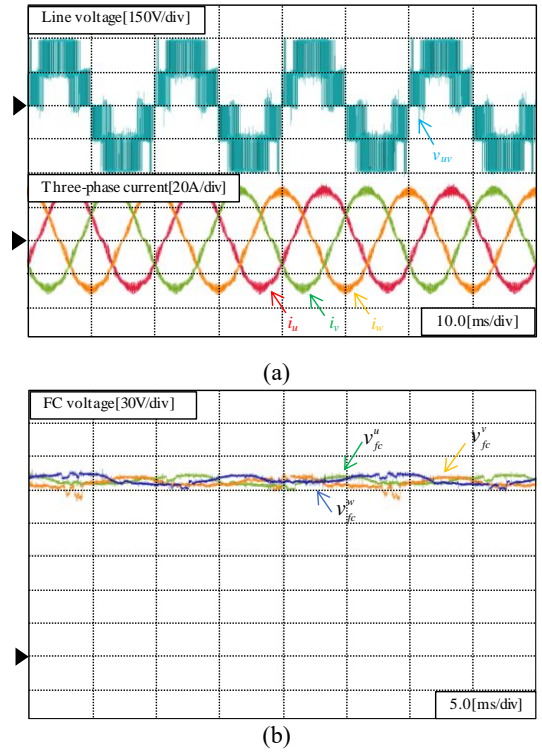 Line voltage[150V/div]
v_uv
Three-phase current[20A/div]
i_u i_v i_w
10.0[ms/div]
(a)
FC voltage[30V/div]
v_fc^u v_fc^v
v_fc^w
5.0[ms/div]
(b)